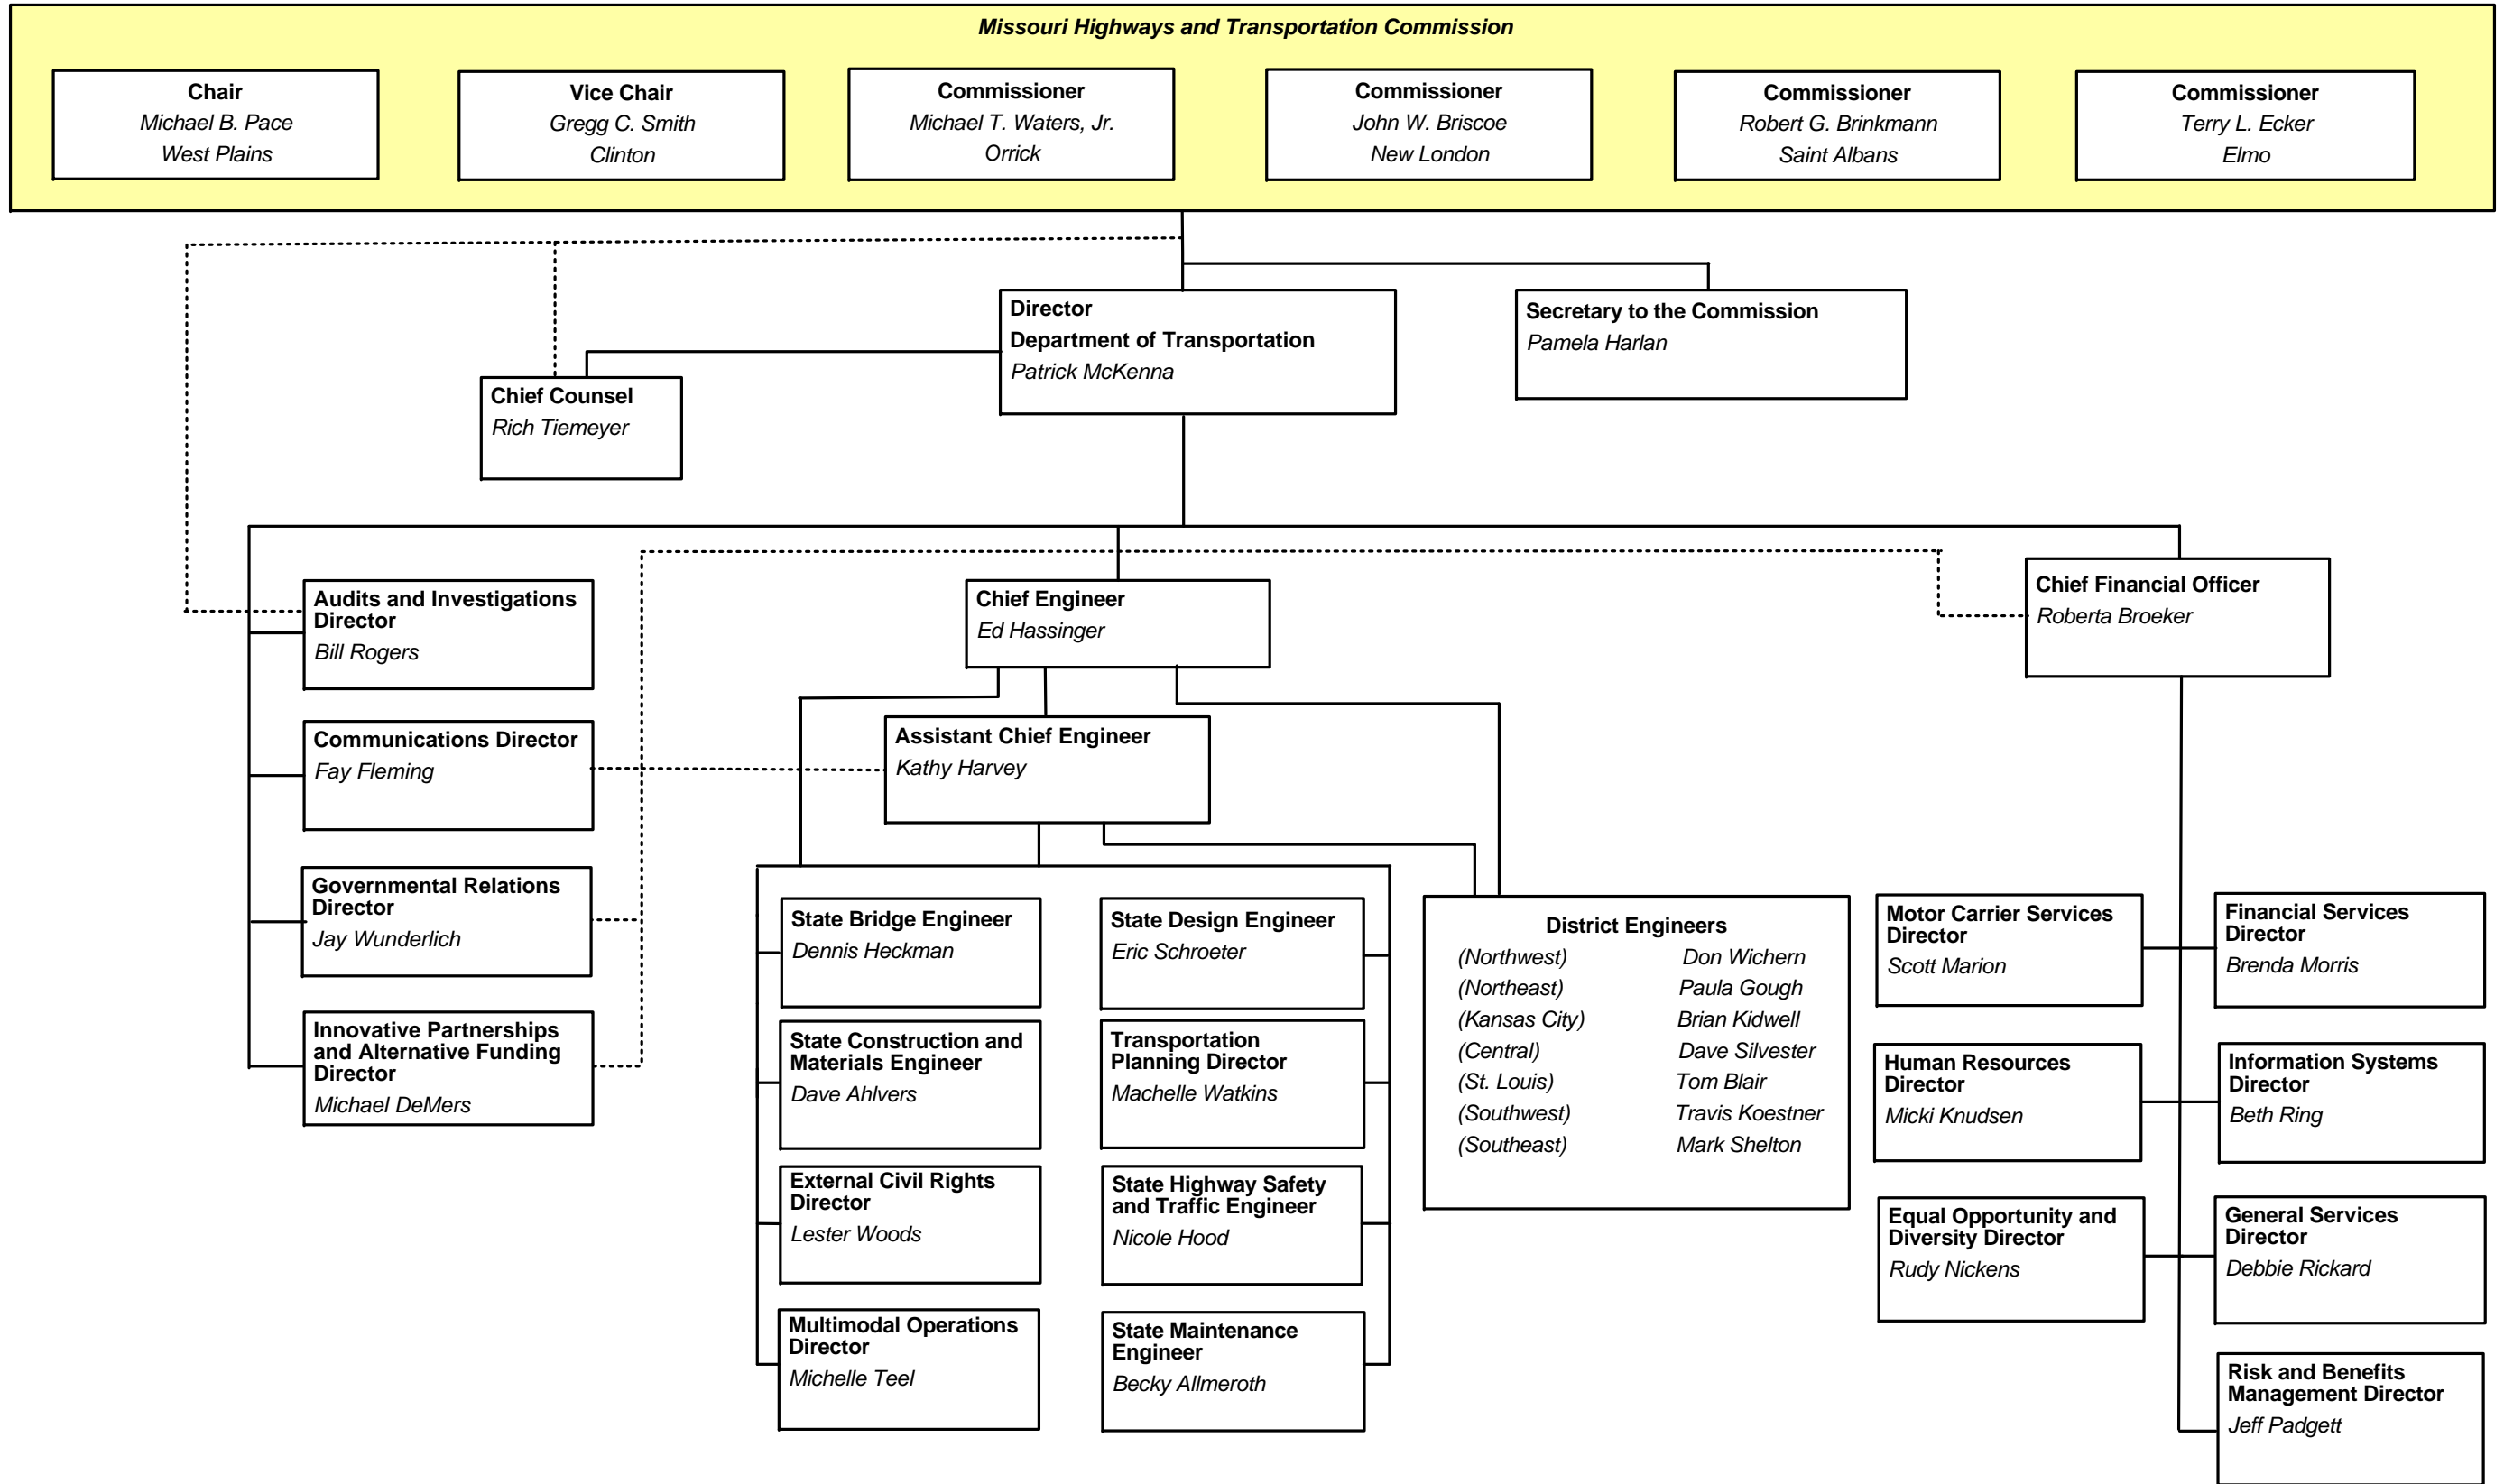 Missouri Highways and Transportation Commission
Chair
Michael B. Pace
West Plains
Vice Chair
Gregg C. Smith
Clinton
Commissioner
Michael T. Waters, Jr.
Orrick
Commissioner
John W. Briscoe
New London
Commissioner
Robert G. Brinkmann
Saint Albans
Commissioner
Terry L. Ecker
Elmo
Director
Department of Transportation
Patrick McKenna
Secretary to the Commission
Pamela Harlan
Chief Counsel
Rich Tiemeyer
Audits and Investigations
Director
Bill Rogers
Chief Engineer
Ed Hassinger
Chief Financial Officer
Roberta Broeker
Communications Director
Fay Fleming
Assistant Chief Engineer
Kathy Harvey
Governmental Relations
Director
Jay Wunderlich
Innovative Partnerships
and Alternative Funding
Director
Michael DeMers
State Bridge Engineer
Dennis Heckman
State Design Engineer
Eric Schroeter
State Construction and
Materials Engineer
Dave Ahlvers
Transportation
Planning Director
Machelle Watkins
External Civil Rights
Director
Lester Woods
State Highway Safety
and Traffic Engineer
Nicole Hood
Multimodal Operations
Director
Michelle Teel
State Maintenance
Engineer
Becky Allmeroth
District Engineers
(Northwest) Don Wichern
(Northeast) Paula Gough
(Kansas City) Brian Kidwell
(Central) Dave Silvester
(St. Louis) Tom Blair
(Southwest) Travis Koestner
(Southeast) Mark Shelton
Motor Carrier Services
Director
Scott Marion
Financial Services
Director
Brenda Morris
Human Resources
Director
Micki Knudsen
Information Systems
Director
Beth Ring
Equal Opportunity and
Diversity Director
Rudy Nickens
General Services
Director
Debbie Rickard
Risk and Benefits
Management Director
Jeff Padgett